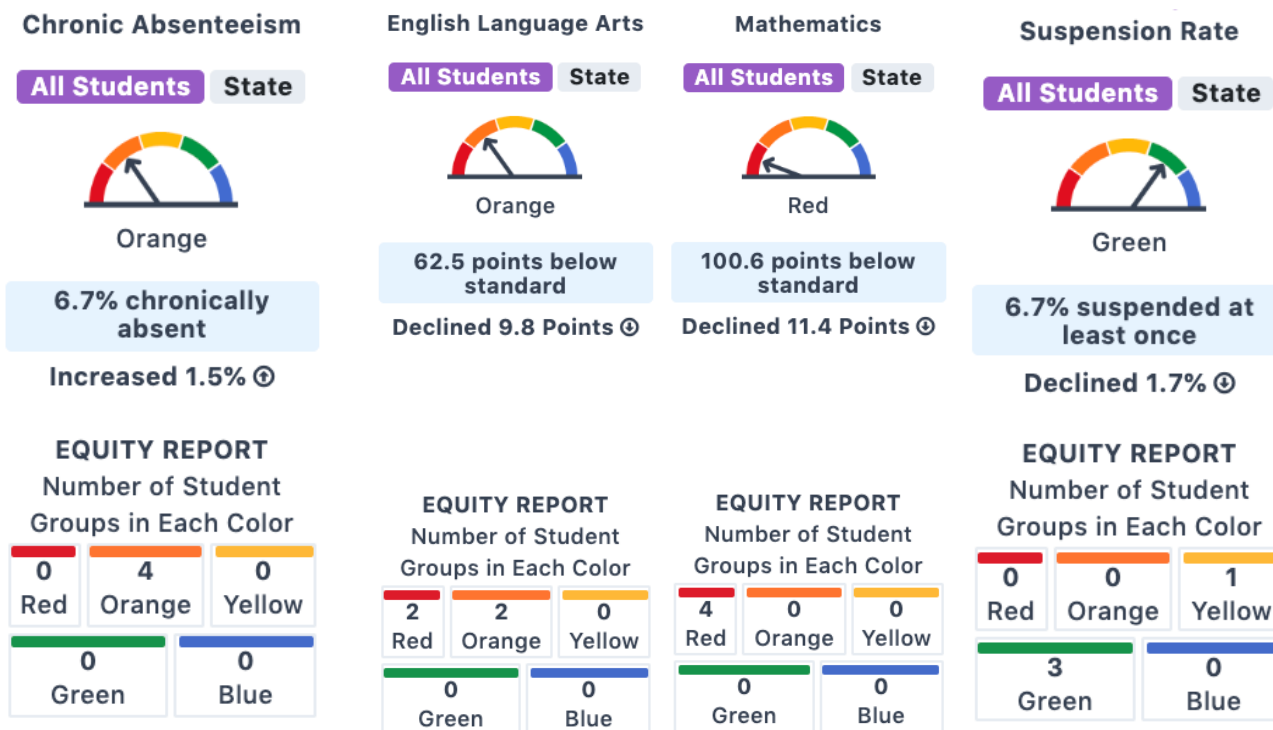 Chronic Absenteeism
All Students State
Orange
6.7% chronically
absent
Increased 1.5%
EQUITY REPORT
Number of Student
Groups in Each Color
0 4 0
Red Orange Yellow
0 0
Green Blue
English Language Arts
All Students State
Orange
62.5 points below
standard
Declined 9.8 Points
EQUITY REPORT
Number of Student
Groups in Each Color
2 2 0
Red Orange Yellow
0 0
Green Blue
Mathematics
All Students State
Red
100.6 points below
standard
Declined 11.4 Points
EQUITY REPORT
Number of Student
Groups in Each Color
4 0 0
Red Orange Yellow
0 0
Green Blue
Suspension Rate
All Students State
Green
6.7% suspended at
least once
Declined 1.7%
EQUITY REPORT
Number of Student
Groups in Each Color
0 0 1
Red Orange Yellow
3 0
Green Blue